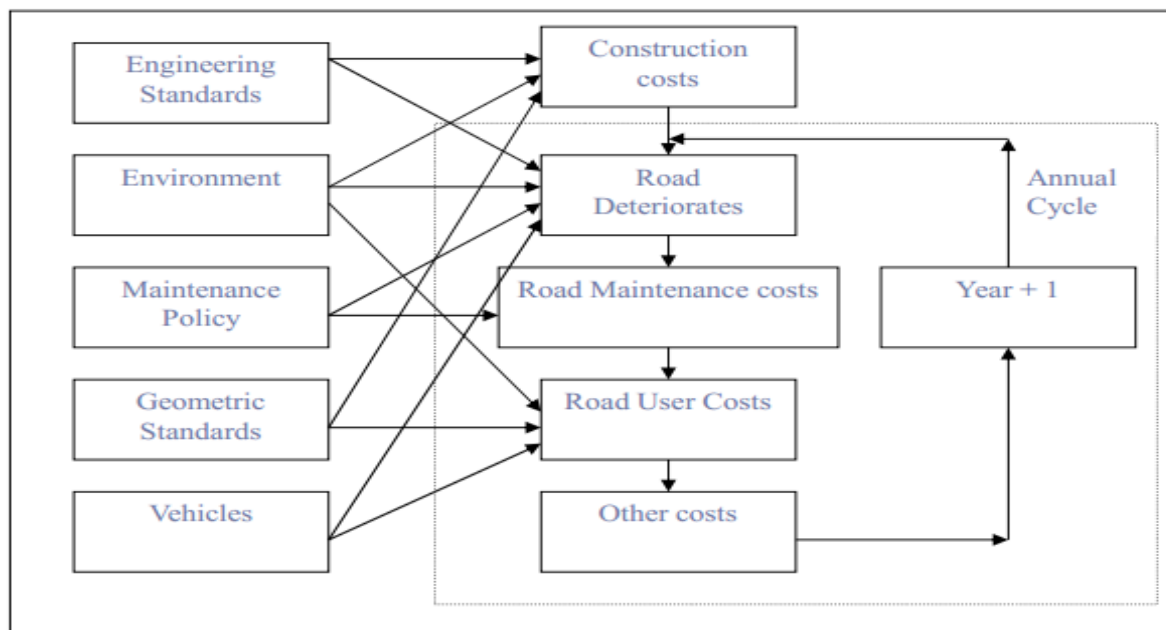 Engineering
Standards
Environment
Maintenance
Policy
Geometric
Standards
Vehicles
Construction
costs
Road
Deteriorates
Road Maintenance costs
Road User Costs
Other costs
Annual
Cycle
Year + 1